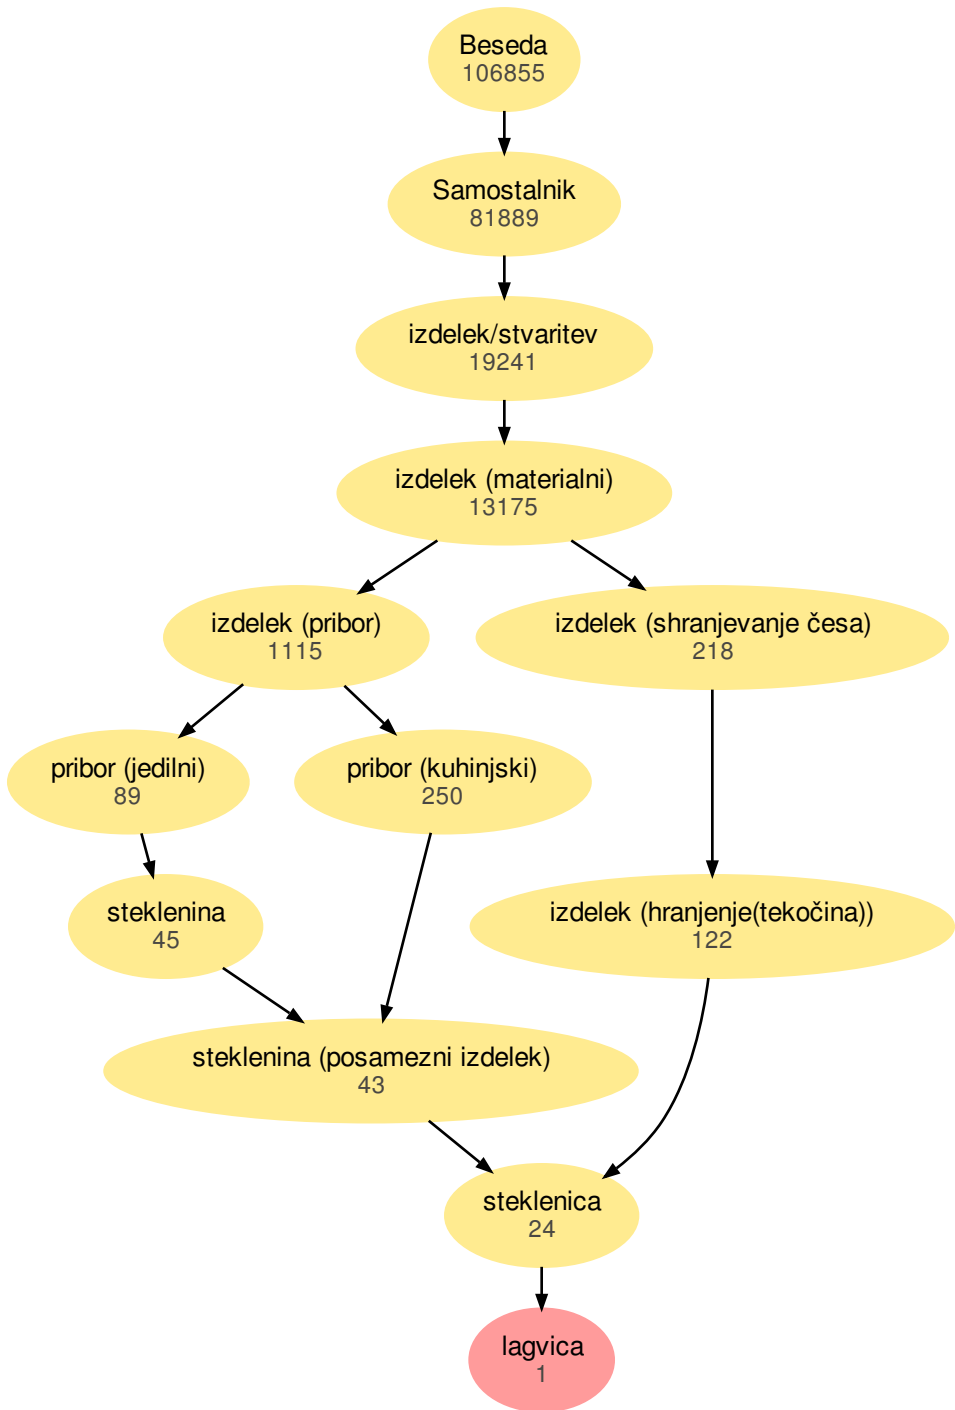 Beseda
106855
Samostalnik
81889
izdelek/stvaritev
19241
izdelek (materialni)
13175
izdelek (pribor)
1115
izdelek (shranjevanje česa)
218
pribor (jedilni)
89
pribor (kuhinjski)
250
steklenina
45
izdelek (hranjenje(tekočina))
122
steklenina (posamezni izdelek)
43
steklenica
24
lagvica
1